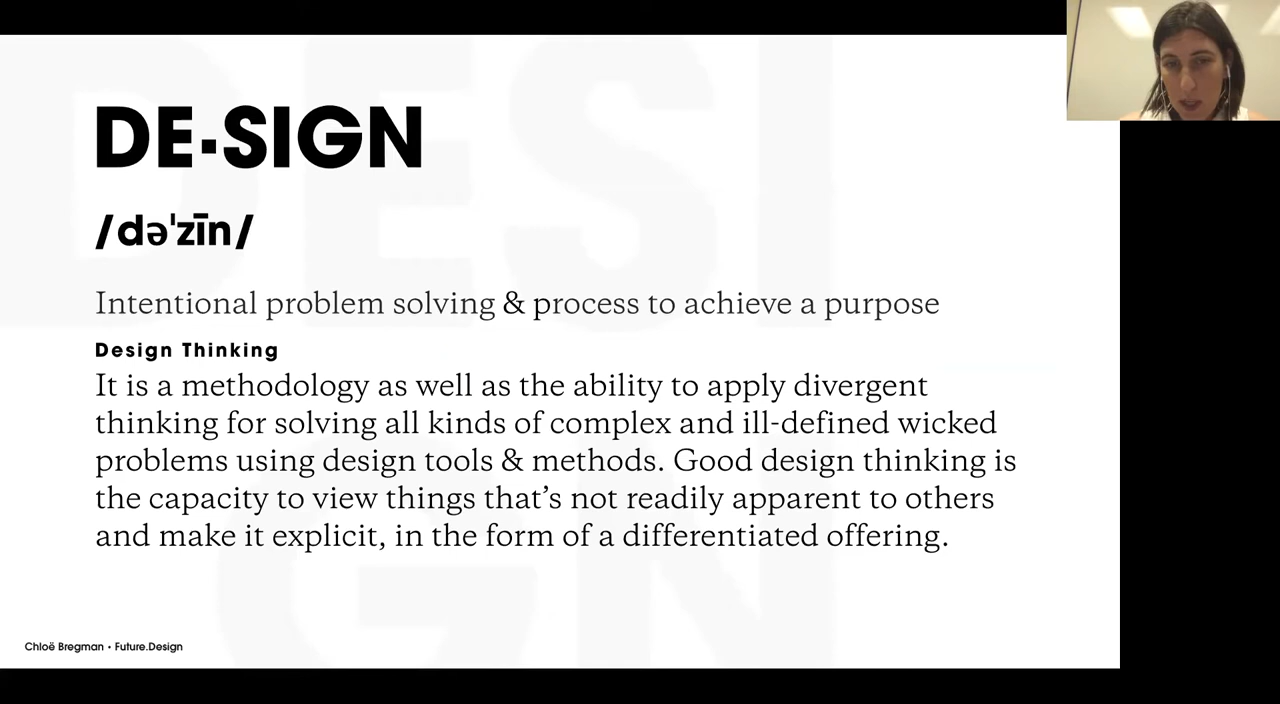 DE·SIGN
/dəˈzīn/
Intentional problem solving & process to achieve a purpose
Design Thinking
It is a methodology as well as the ability to apply divergent
thinking for solving all kinds of complex and ill-defined wicked
problems using design tools & methods. Good design thinking is
the capacity to view things that’s not readily apparent to others
and make it explicit, in the form of a differentiated offering.
Chloë Bregman • Future.Design
DESI
GN